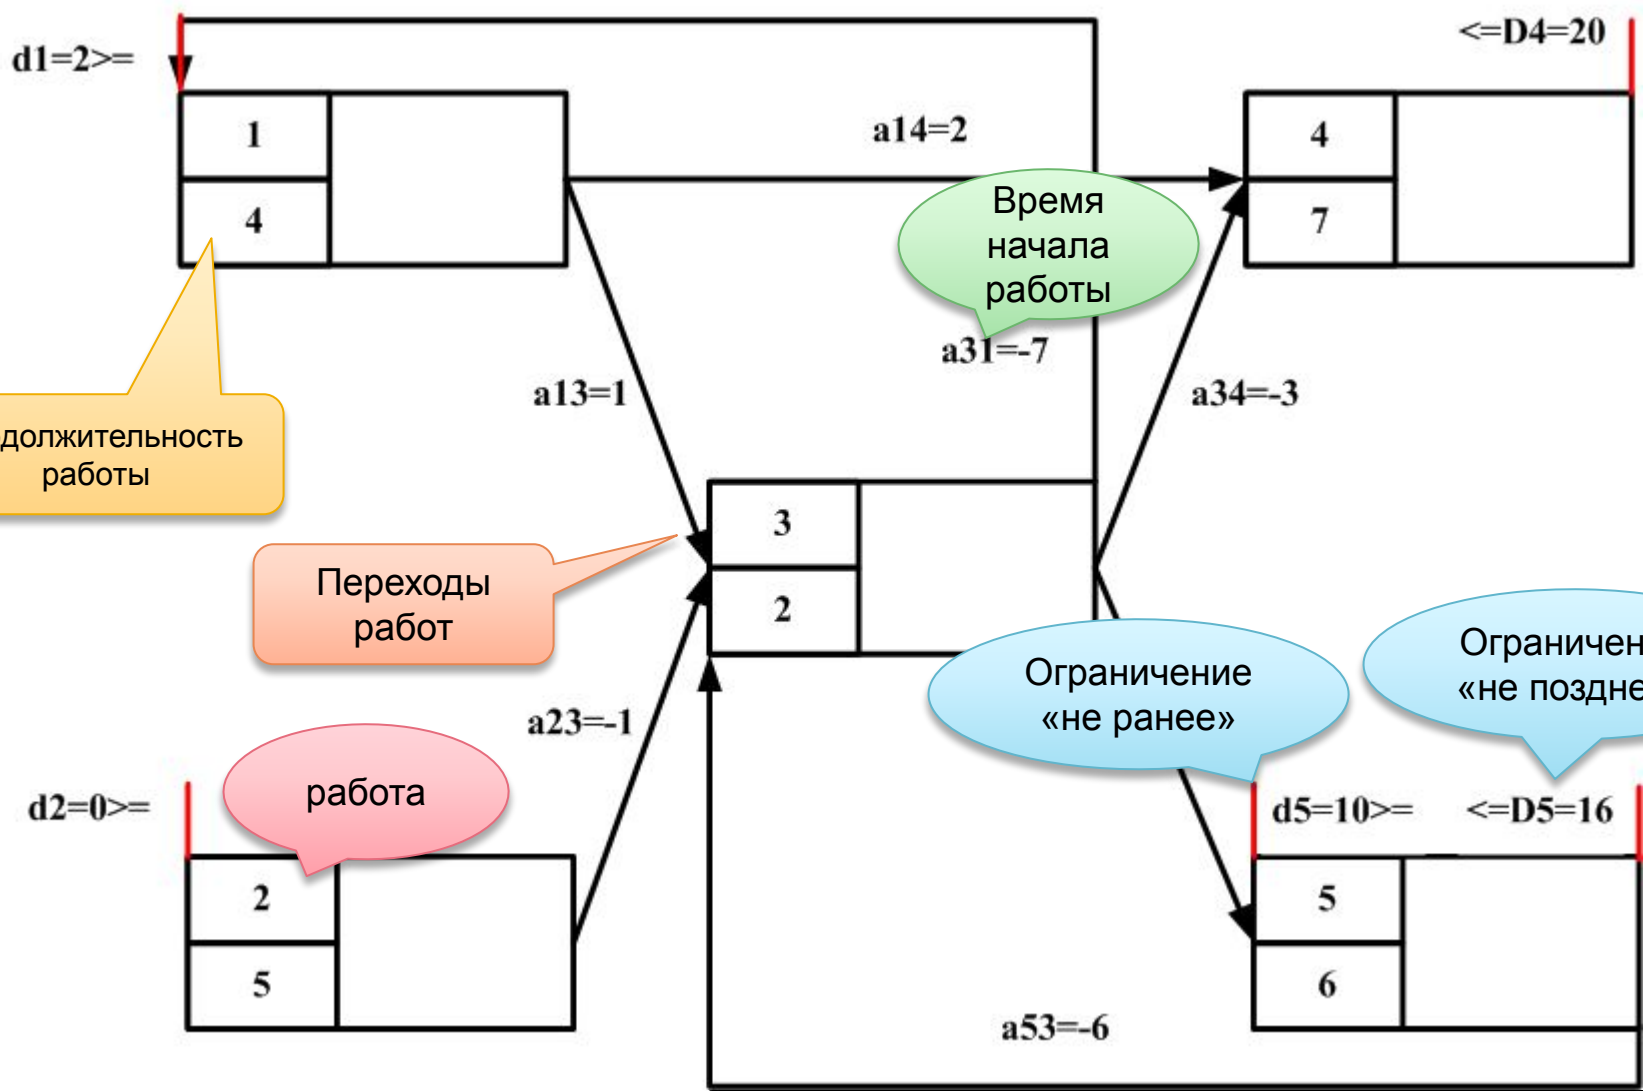 d1=2>=
<=D4=20
1
4
a14=2
4
7
Время
начала
работы
a31=-7
a13=1
a34=-3
должительность
работы
3
2
Переходы
работ
Ограничение
«не ранее»
Ограничен
«не поздне
a23=-1
работа
d2=0>=
d5=10>=
<=D5=16
2
5
5
6
a53=-6